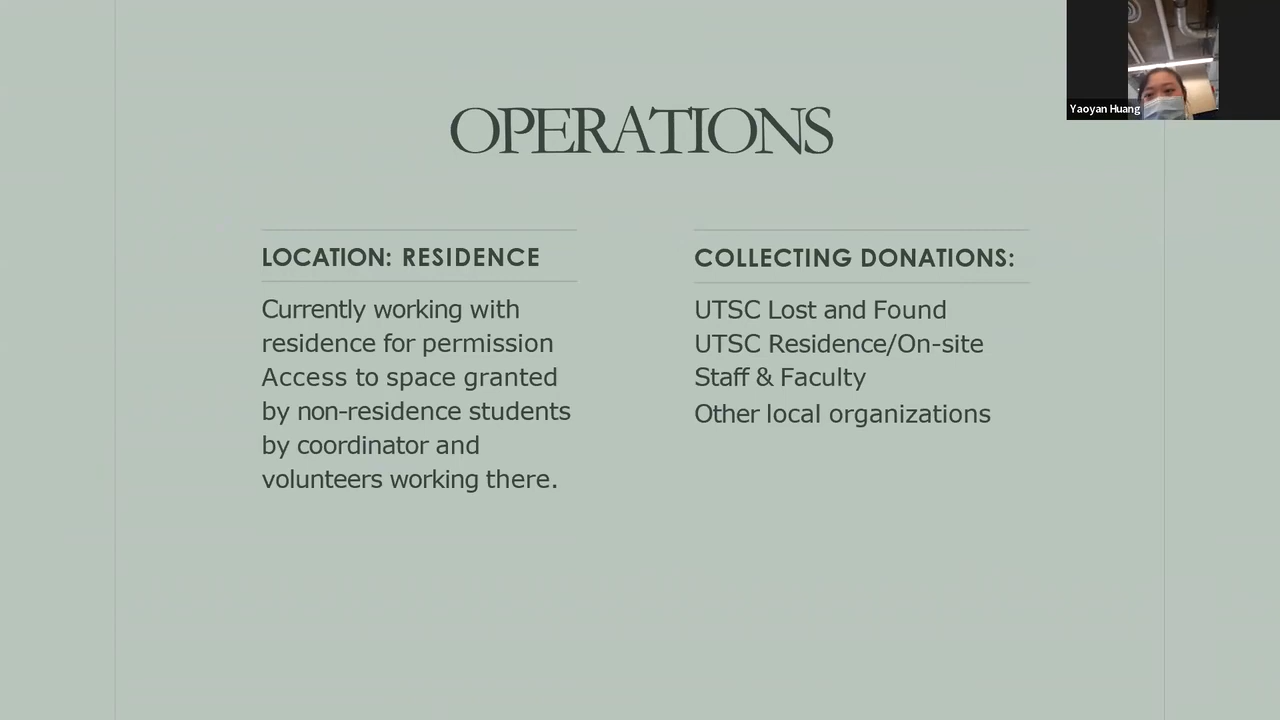 Yaoyan Huang
OPERATIONS
LOCATION: RESIDENCE
Currently working with
residence for permission
Access to space granted
by non-residence students
by coordinator and
volunteers working there.
COLLECTING DONATIONS:
UTSC Lost and Found
UTSC Residence/On-site
Staff & Faculty
Other local organizations